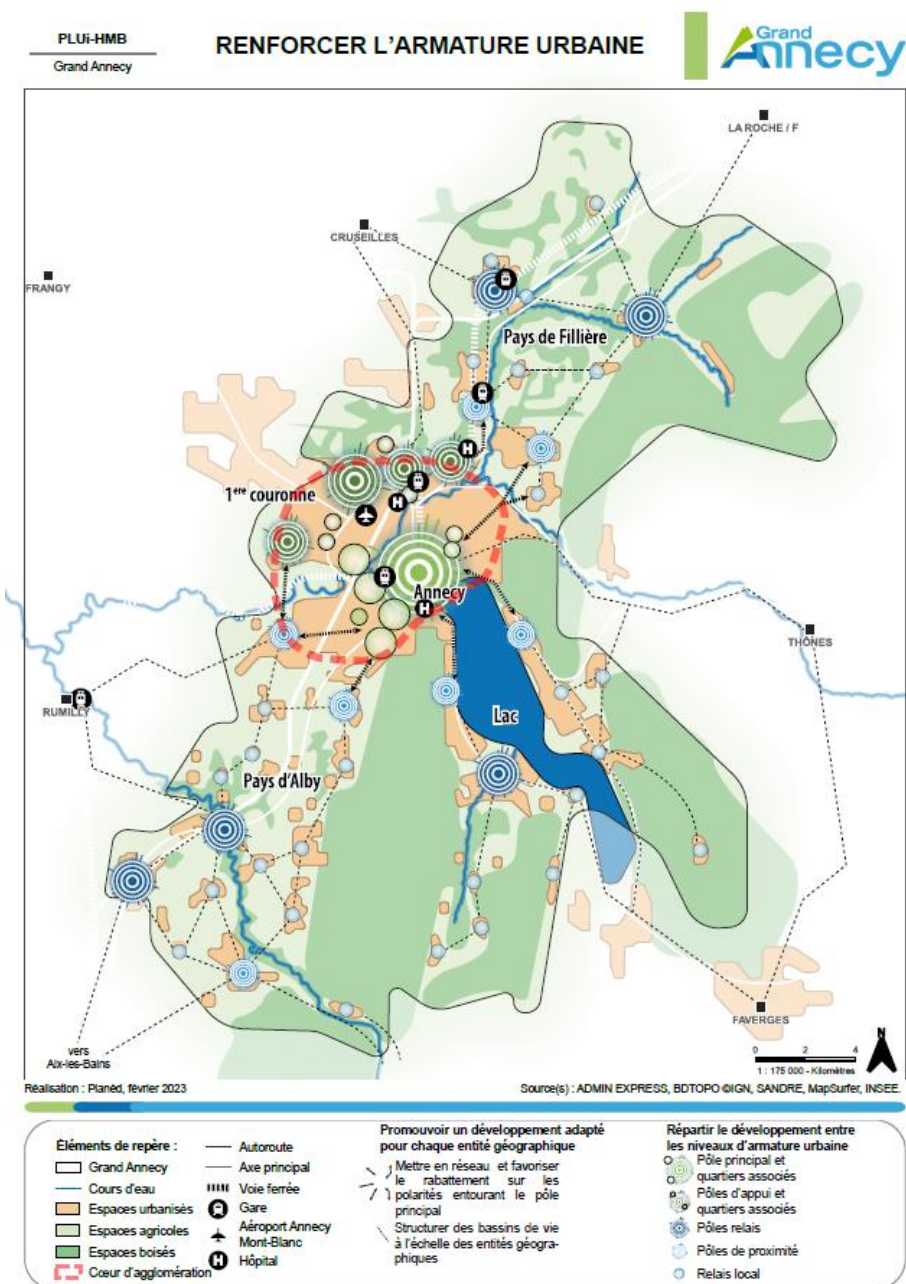 PLUi-HMB
Grand Annecy
RENFORCER L'ARMATURE URBAINE
Grand
Annecy
LA ROCHE / F
CRUSEILLES
FRANGY
Pays de Fillière
1ere couronne
H
H
Annecy
H
THÔNES
RUMILLY
Lac
Pays d'Alby
FAVERGES
vers
Aix-les-Bains
N
0 2 4
1 : 175 000 - Kilomètres
Réalisation : Planèd, février 2023
Source(s) : ADMIN EXPRESS, BDTOPO ©IGN, SANDRE, MapSurfer, INSEE.
Éléments de repère :
Grand Annecy
Cours d'eau
Espaces urbanisés
Espaces agricoles
Espaces boisés
Cœur d'agglomération
Autoroute
Axe principal
Voie ferrée
Gare
Aéroport Annecy
Mont-Blanc
H Hôpital
Promouvoir un développement adapté
pour chaque entité géographique
Mettre en réseau et favoriser
le rabattement sur les
polarités entourant le pôle
principal
Structurer des bassins de vie
à l'échelle des entités géogra-
phiques
Répartir le développement entre
les niveaux d'armature urbaine
Pôle principal et
quartiers associés
Pôles d'appui et
quartiers associés
Pôles relais
Pôles de proximité
Relais local